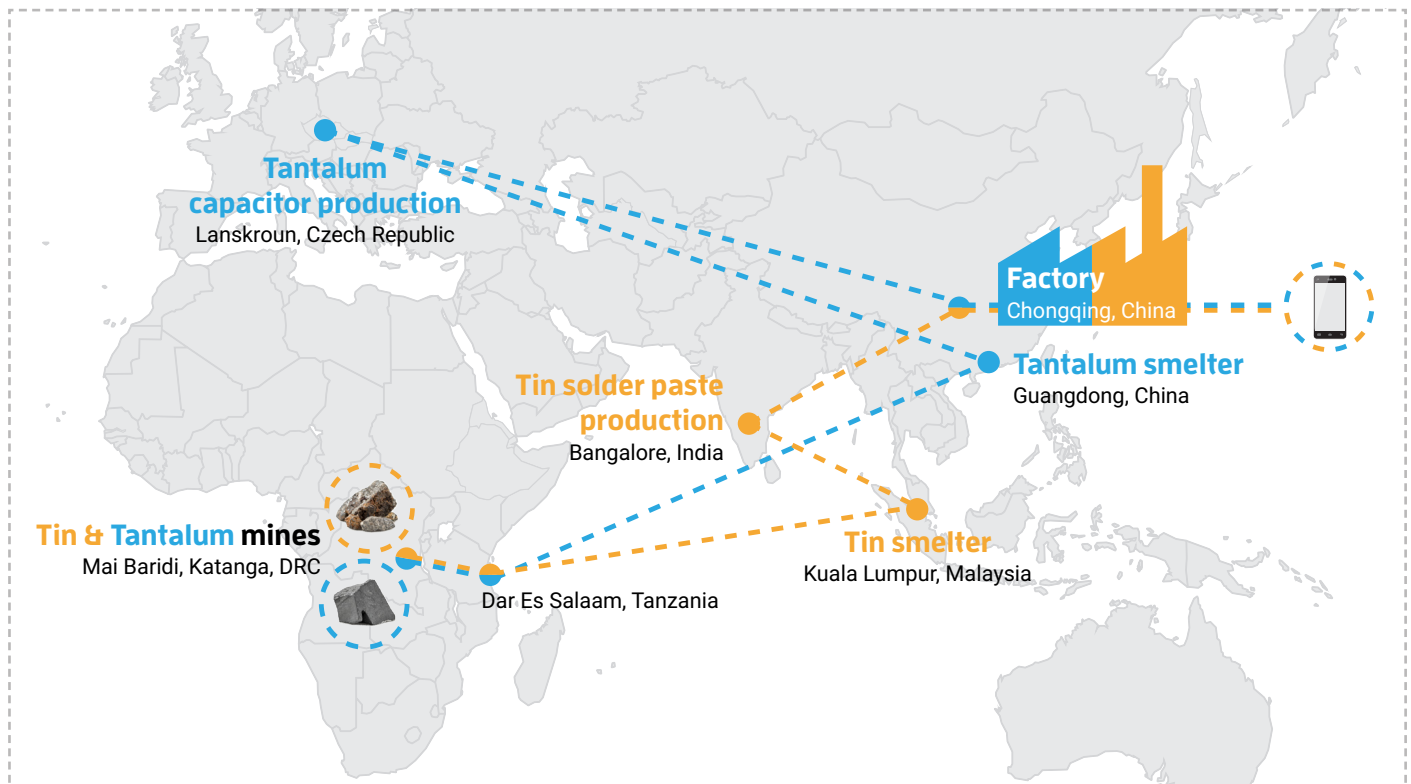 Tantalum
capacitor production
Lanskroun, Czech Republic
Factory
Chongqing, China
Tantalum smelter
Guangdong, China
Tin solder paste
production
Bangalore, India
Tin & Tantalum mines
Mai Baridi, Katanga, DRC
Dar Es Salaam, Tanzania
Tin smelter
Kuala Lumpur, Malaysia